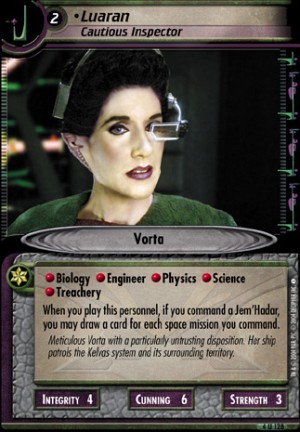 2
• Luaran
Cautious Inspector
Vorta
• Biology • Engineer • Physics • Science
• Treachery
When you play this personnel, if you command a Jem'Hadar,
you may draw a card for each space mission you command.
Meticulous Vorta with a particularly untrusting disposition. Her ship
patrols the Kelvas system and its surrounding territory.
INTEGRITY 4 CUNNING 6 STRENGTH 3